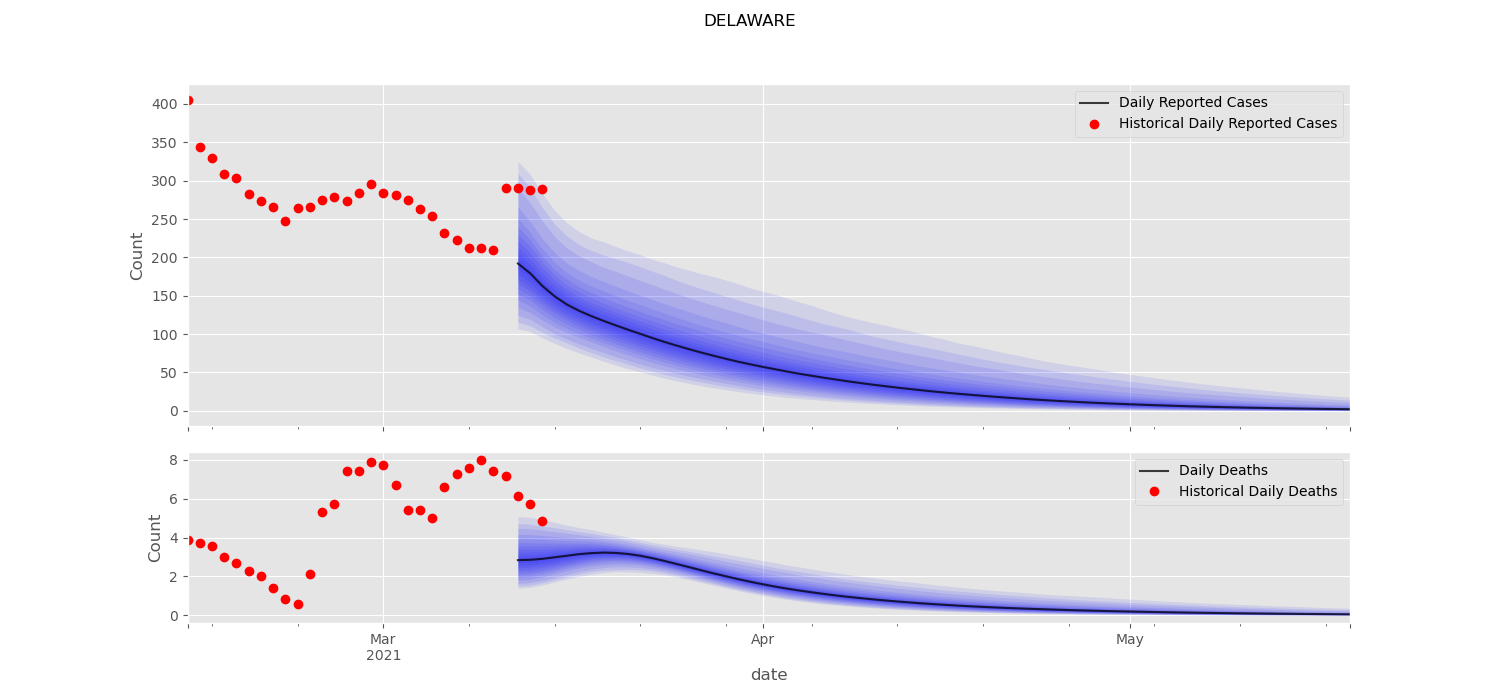 DELAWARE
400
350
300
250
200
150
100
50
0
Count
Daily Reported Cases
Historical Daily Reported Cases
8
6
4
2
0
Count
Daily Deaths
Historical Daily Deaths
Mar
2021
Apr
May
date